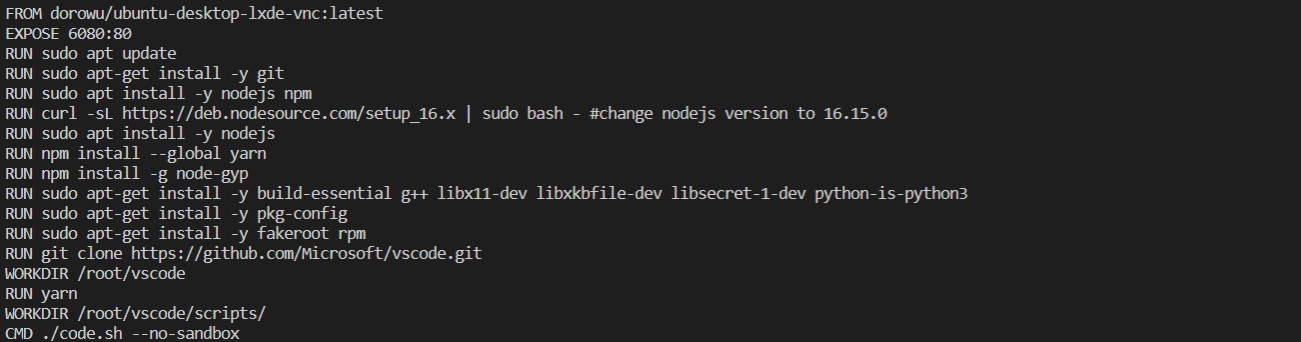 FROM dorowu/ubuntu-desktop-lxde-vnc:latest
EXPOSE 6080:80
RUN sudo apt update
RUN sudo apt-get install -y git
RUN sudo apt install -y nodejs npm
RUN curl -sL https://deb.nodesource.com/setup_16.x | sudo bash - #change nodejs version to 16.15.0
RUN sudo apt install -y nodejs
RUN npm install --global yarn
RUN npm install -g node-gyp
RUN sudo apt-get install -y build-essential g++ libx11-dev libxkbfile-dev libsecret-1-dev python-is-python3
RUN sudo apt-get install -y pkg-config
RUN sudo apt-get install -y fakeroot rpm
RUN git clone https://github.com/Microsoft/vscode.git
WORKDIR /root/vscode
RUN yarn
WORKDIR /root/vscode/scripts/
CMD ./code.sh --no-sandbox